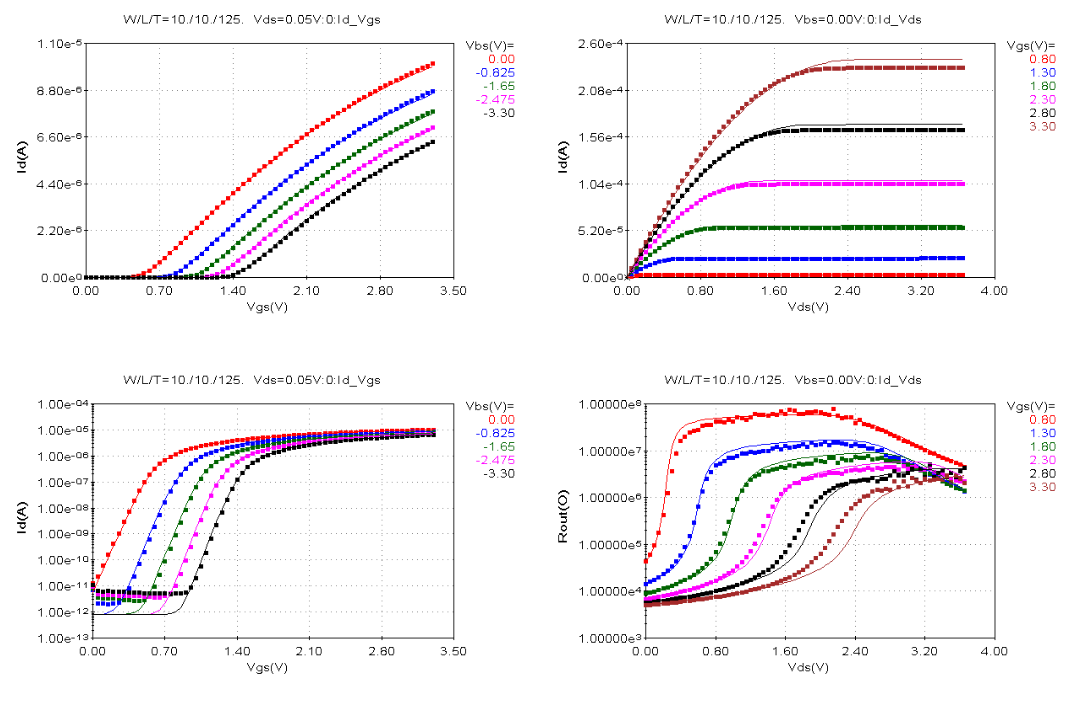 W/L/T=10./10./125. Vds=0.05V:0:Id_Vgs
1.10e-5
8.80e-6
6.60e-6
4.40e-6
2.20e-6
0.00e0
Id(A)
0.00 0.70 1.40 2.10 2.80 3.50
Vgs(V)
Vbs(V)=
0.00
-0.825
-1.65
-2.475
-3.30
W/L/T=10./10./125. Vbs=0.00V:0:Id_Vds
2.60e-4
2.08e-4
1.56e-4
1.04e-4
5.20e-5
0.00e0
Id(A)
0.00 0.80 1.60 2.40 3.20 4.00
Vds(V)
Vgs(V)=
0.80
1.30
1.80
2.30
2.80
3.30
W/L/T=10./10./125. Vds=0.05V:0:Id_Vgs
1.00e-04
1.00e-05
1.00e-06
1.00e-07
1.00e-08
1.00e-09
1.00e-10
1.00e-11
1.00e-12
1.00e-13
Id(A)
0.00 0.70 1.40 2.10 2.80 3.50
Vgs(V)
Vbs(V)=
0.00
-0.825
-1.65
-2.475
-3.30
W/L/T=10./10./125. Vbs=0.00V:0:Id_Vds
1.00000e8
1.00000e7
1.00000e6
1.00000e5
1.00000e4
1.00000e3
Rout(O)
0.00 0.80 1.60 2.40 3.20 4.00
Vds(V)
Vgs(V)=
0.80
1.30
1.80
2.30
2.80
3.30